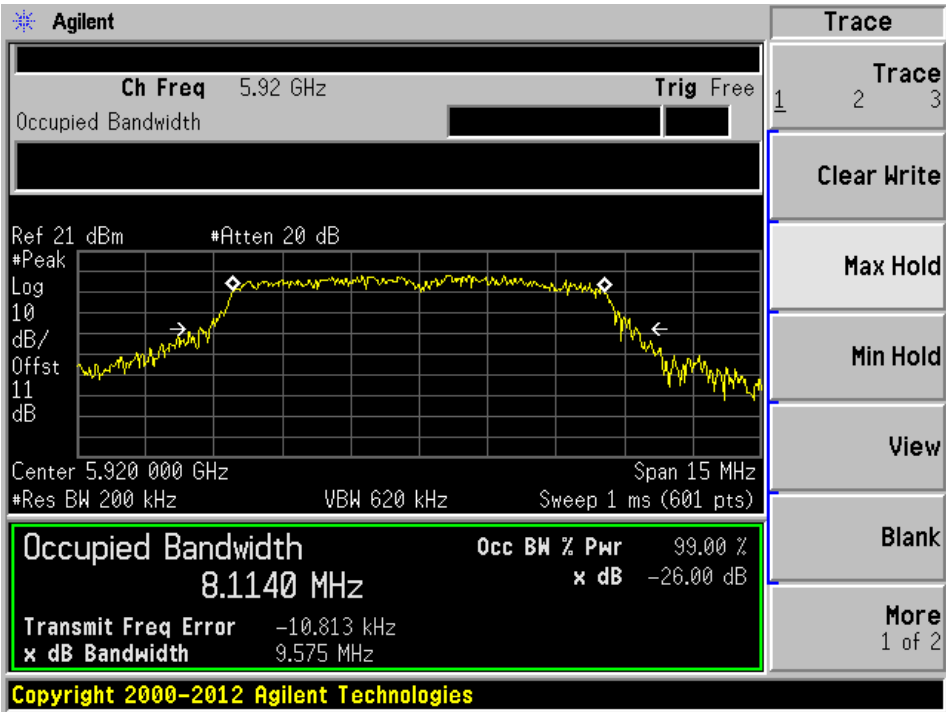 Agilent
Trace
Ch Freq 5.92 GHz Trig Free
Occupied Bandwidth
Trace
1 2 3
Clear Write
Ref 21 dBm #Atten 20 dB
#Peak
Log
10
dB/
Offst
11
dB
Max Hold
Min Hold
View
Center 5.920 000 GHz Span 15 MHz
#Res BW 200 kHz VBW 620 kHz Sweep 1 ms (601 pts)
Occupied Bandwidth Occ BW % Pwr 99.00 %
8.1140 MHz x dB -26.00 dB
Transmit Freq Error -10.813 kHz
x dB Bandwidth 9.575 MHz
Blank
More
1 of 2
Copyright 2000-2012 Agilent Technologies